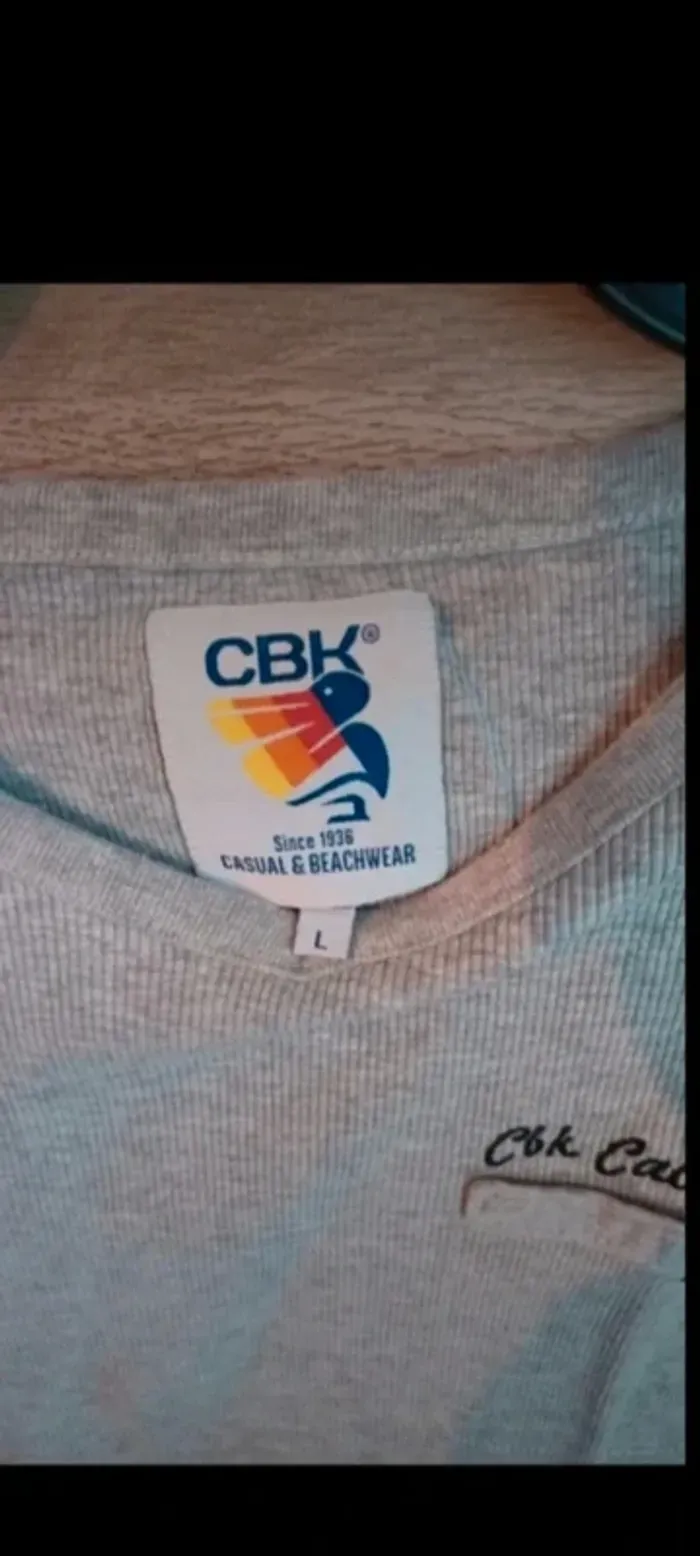 CBK®
Since 1936
CASUAL & BEACHWEAR
L
Cbk